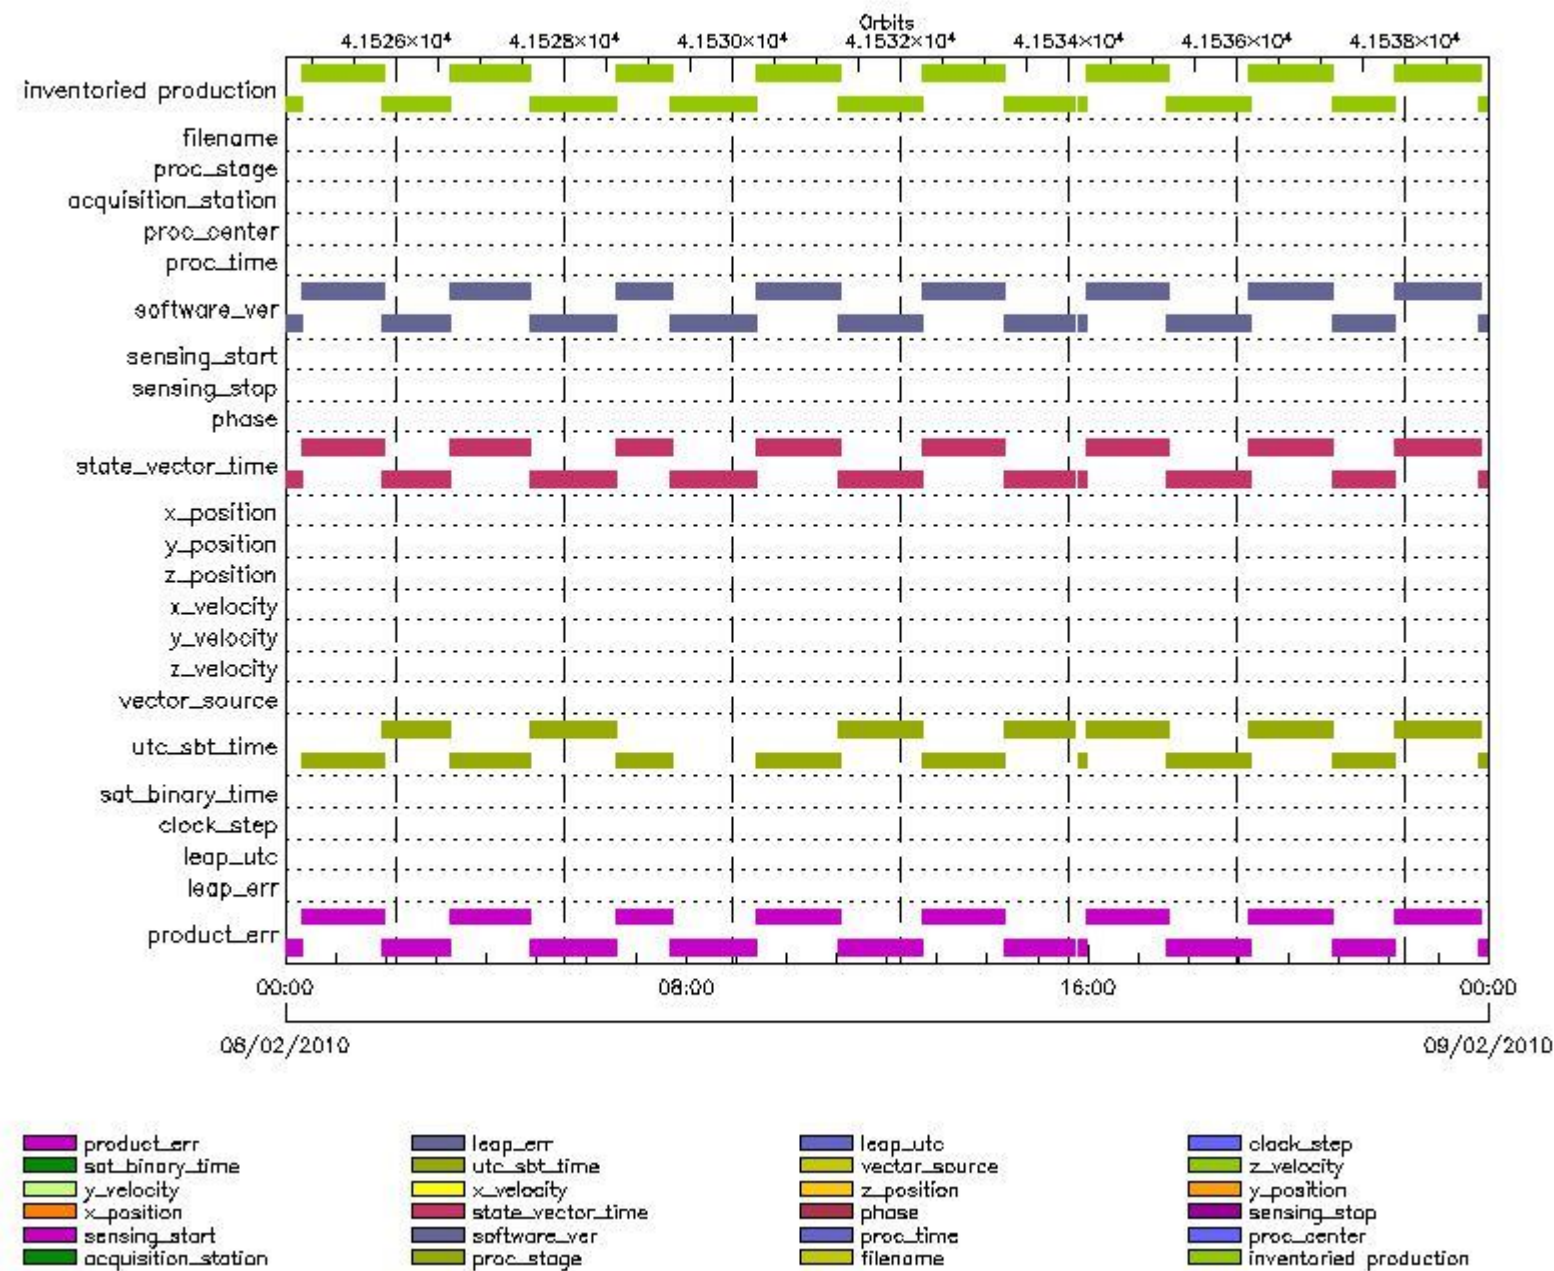 Orbits
4.1526×10⁴ 4.1528×10⁴ 4.1530×10⁴ 4.1532×10⁴ 4.1534×10⁴ 4.1536×10⁴ 4.1538×10⁴
inventoried production
filename
proc_stage
acquisition_station
proc_center
proc_time
software_ver
sensing_start
sensing_stop
phase
state_vector_time
x_position
y_position
z_position
x_velocity
y_velocity
z_velocity
vector_source
utc_sbt_time
sat_binary_time
clock_step
leap_utc
leap_err
product_err
00:00 08:00 16:00 00:00
08/02/2010 09/02/2010
product_err leap_err leap_utc clock_step
sat_binary_time utc_sbt_time vector_source z_velocity
y_velocity x_velocity z_position y_position
x_position state_vector_time phase sensing_stop
sensing_start software_ver proc_time proc_center
acquisition_station proc_stage filename inventoried production